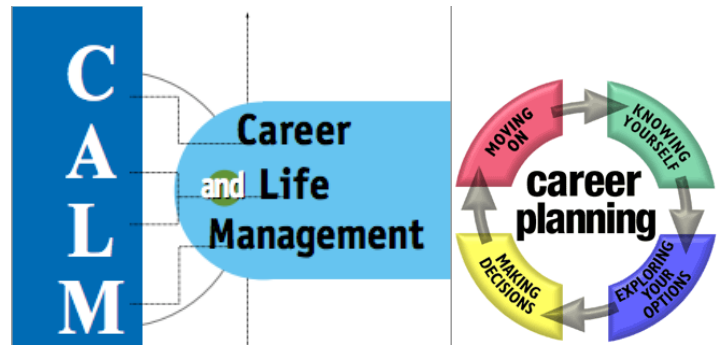 C
A
L
M
Career
and Life
Management
career
planning
MOVING
ON
KNOWING
YOURSELF
EXPLORING
YOUR
OPTIONS
MAKING
DECISIONS